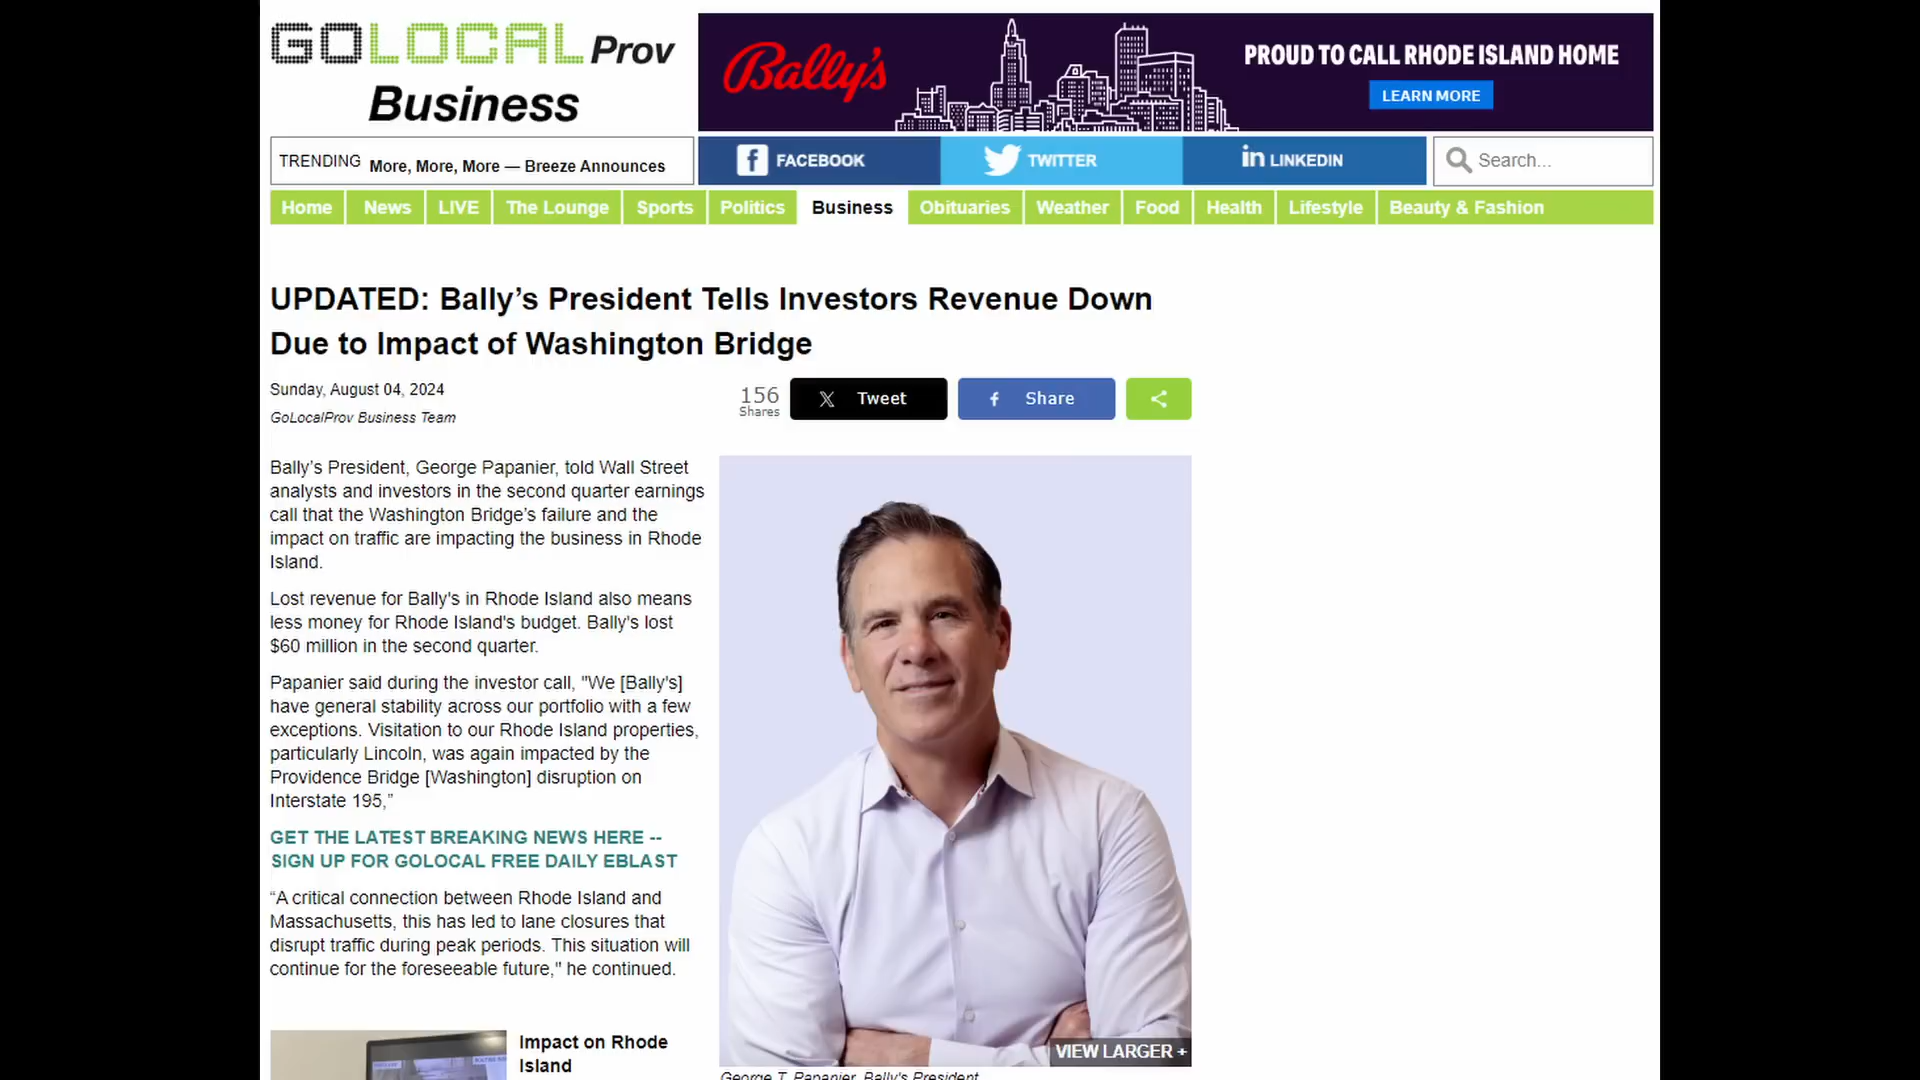 GOLOCAL Prov
Business
Bally's
PROUD TO CALL RHODE ISLAND HOME
LEARN MORE
TRENDING More, More, More — Breeze Announces
FACEBOOK
TWITTER
in LINKEDIN
Search...
Home
News
LIVE
The Lounge
Sports
Politics
Business
Obituaries
Weather
Food
Health
Lifestyle
Beauty & Fashion
UPDATED: Bally’s President Tells Investors Revenue Down
Due to Impact of Washington Bridge
Sunday, August 04, 2024
GoLocalProv Business Team
156
Shares
Tweet
Share
Bally’s President, George Papanier, told Wall Street
analysts and investors in the second quarter earnings
call that the Washington Bridge’s failure and the
impact on traffic are impacting the business in Rhode
Island.
Lost revenue for Bally's in Rhode Island also means
less money for Rhode Island's budget. Bally's lost
$60 million in the second quarter.
Papanier said during the investor call, "We [Bally's]
have general stability across our portfolio with a few
exceptions. Visitation to our Rhode Island properties,
particularly Lincoln, was again impacted by the
Providence Bridge [Washington] disruption on
Interstate 195,”
GET THE LATEST BREAKING NEWS HERE --
SIGN UP FOR GOLOCAL FREE DAILY EBLAST
“A critical connection between Rhode Island and
Massachusetts, this has led to lane closures that
disrupt traffic during peak periods. This situation will
continue for the foreseeable future," he continued.
Impact on Rhode
Island
VIEW LARGER +
George T. Papanier, Bally's President